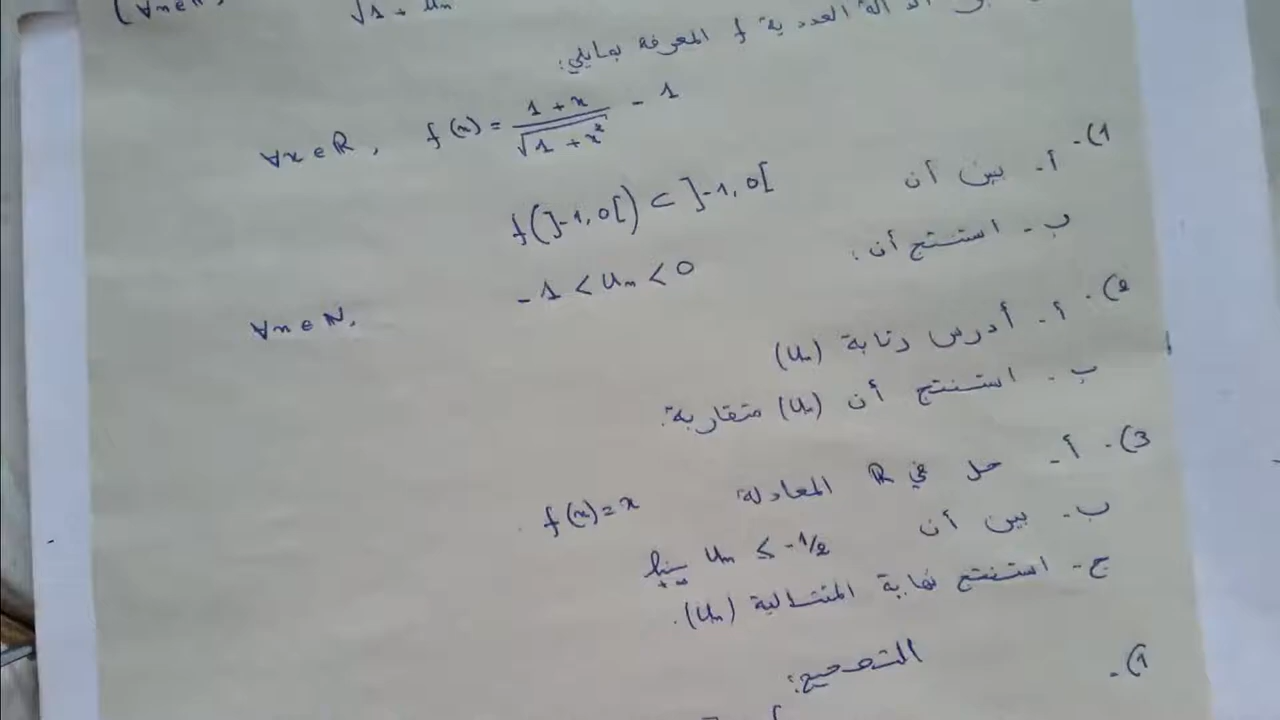 (∀n∈ℕ, √1 + Un
الدالة العددية f المعرفة بمايلي:
∀x∈ℝ, f(x) = (1+x)/√(1+x²) - 1
1)- أ- بين أن f(]-1,0[) ⊂ ]-1,0[
ب- استنتج أن:
∀n∈ℕ, -1 < Un < 0
2)- أ- أدرس رتابة (Un)
ب- استنتج أن (Un) متقاربة.
3)- أ- حل في ℝ المعادلة f(x)=x
ب- بين أن lim Un ≤ -1/2
+∞
ج- استنتج نهاية المتتالية (Un).
التصحيح:
1)-